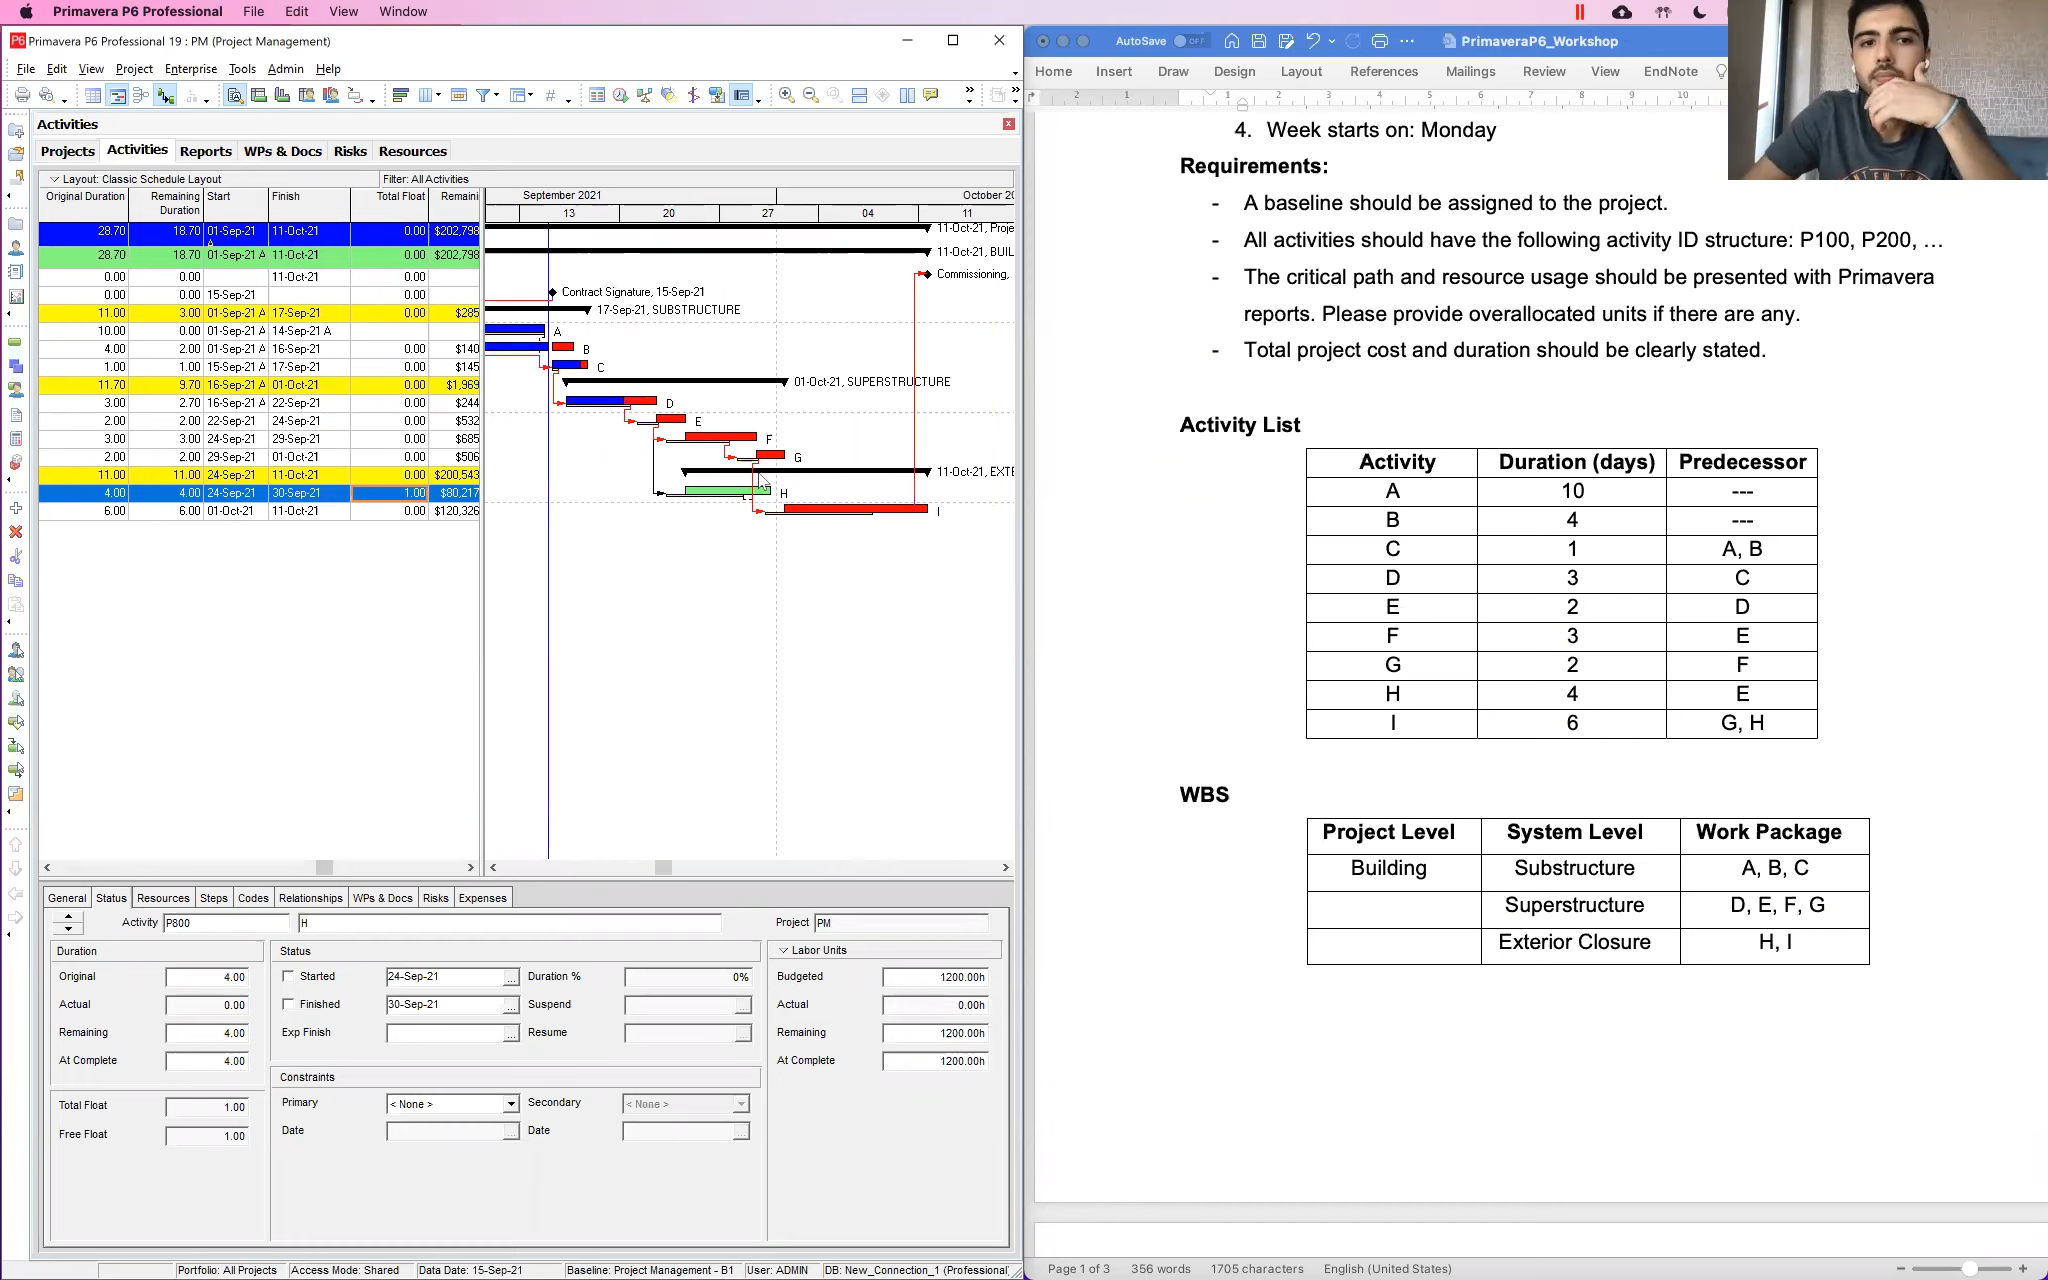 Primavera P6 Professional File Edit View Window
Primavera P6 Professional 19 : PM (Project Management)
File Edit View Project Enterprise Tools Admin Help
Activities
Projects Activities Reports WPs & Docs Risks Resources
Layout: Classic Schedule Layout Filter: All Activities
Original Duration Remaining Duration Start Finish Total Float Remaini
September 2021 October 20
13 20 27 04 11
28.70 18.70 01-Sep-21 A 11-Oct-21 0.00 $202,798
28.70 18.70 01-Sep-21 A 11-Oct-21 0.00 $202,798
0.00 0.00 11-Oct-21 0.00
0.00 0.00 15-Sep-21 0.00
11.00 3.00 01-Sep-21 A 17-Sep-21 0.00 $285
10.00 0.00 01-Sep-21 A 14-Sep-21 A
4.00 2.00 01-Sep-21 A 16-Sep-21 0.00 $140
1.00 1.00 15-Sep-21 A 17-Sep-21 0.00 $145
11.70 9.70 16-Sep-21 A 01-Oct-21 0.00 $1,969
3.00 2.70 16-Sep-21 A 22-Sep-21 0.00 $244
2.00 2.00 22-Sep-21 24-Sep-21 0.00 $532
3.00 3.00 24-Sep-21 29-Sep-21 0.00 $685
2.00 2.00 29-Sep-21 01-Oct-21 0.00 $506
11.00 11.00 24-Sep-21 11-Oct-21 0.00 $200,543
4.00 4.00 24-Sep-21 30-Sep-21 1.00 $80,217
6.00 6.00 01-Oct-21 11-Oct-21 0.00 $120,326
11-Oct-21, Proje
11-Oct-21, BUIL
Commissioning,
Contract Signature, 15-Sep-21
17-Sep-21, SUBSTRUCTURE
A
B
C
01-Oct-21, SUPERSTRUCTURE
D
E
F
G
11-Oct-21, EXTE
H
I
General Status Resources Steps Codes Relationships WPs & Docs Risks Expenses
Activity P800 H Project PM
Duration Status Labor Units
Original 4.00 Started 24-Sep-21 Duration % 0% Budgeted 1200.00h
Actual 0.00 Finished 30-Sep-21 Suspend Actual 0.00h
Remaining 4.00 Exp Finish Resume Remaining 1200.00h
At Complete 4.00 At Complete 1200.00h
Constraints
Total Float 1.00 Primary < None > Secondary < None >
Free Float 1.00 Date Date
Portfolio: All Projects Access Mode: Shared Data Date: 15-Sep-21 Baseline: Project Management - B1 User: ADMIN DB: New_Connection_1 (Professional
AutoSave OFF PrimaveraP6_Workshop
Home Insert Draw Design Layout References Mailings Review View EndNote
2 1 1 2 3 4 5 6 7 8 9 10
4. Week starts on: Monday
Requirements:
- A baseline should be assigned to the project.
- All activities should have the following activity ID structure: P100, P200, …
- The critical path and resource usage should be presented with Primavera
reports. Please provide overallocated units if there are any.
- Total project cost and duration should be clearly stated.
Activity List
Activity Duration (days) Predecessor
A 10 ---
B 4 ---
C 1 A, B
D 3 C
E 2 D
F 3 E
G 2 F
H 4 E
I 6 G, H
WBS
Project Level System Level Work Package
Building Substructure A, B, C
Superstructure D, E, F, G
Exterior Closure H, I
Page 1 of 3 356 words 1705 characters English (United States)